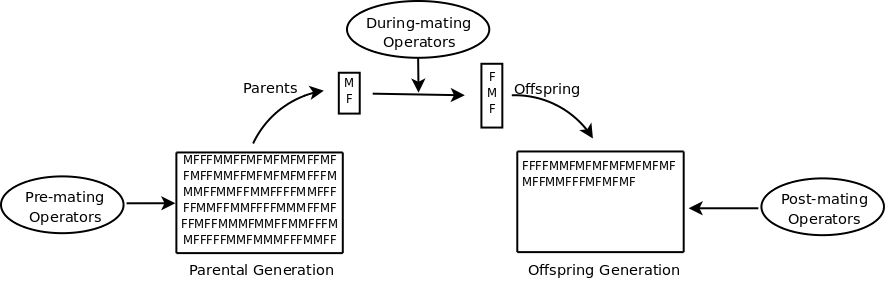 During-mating
Operators
Parents
M
F
F
M
F
Offspring
MFFFMMFFMFMFMFMFFMF
FMFFMMFFMFMFMFMFFFM
MMFFMMFFMMFFFFMMFFF
FFMMFFMMFFFFMMMFFMF
FFMFFMMMFMMFFMMFFFM
MFFFFFMMFMMMFFFMMFF
FFFFMMFMFMFMFMFMFMF
MFFMMFFFMFMFMF
Pre-mating
Operators
Post-mating
Operators
Parental Generation
Offspring Generation